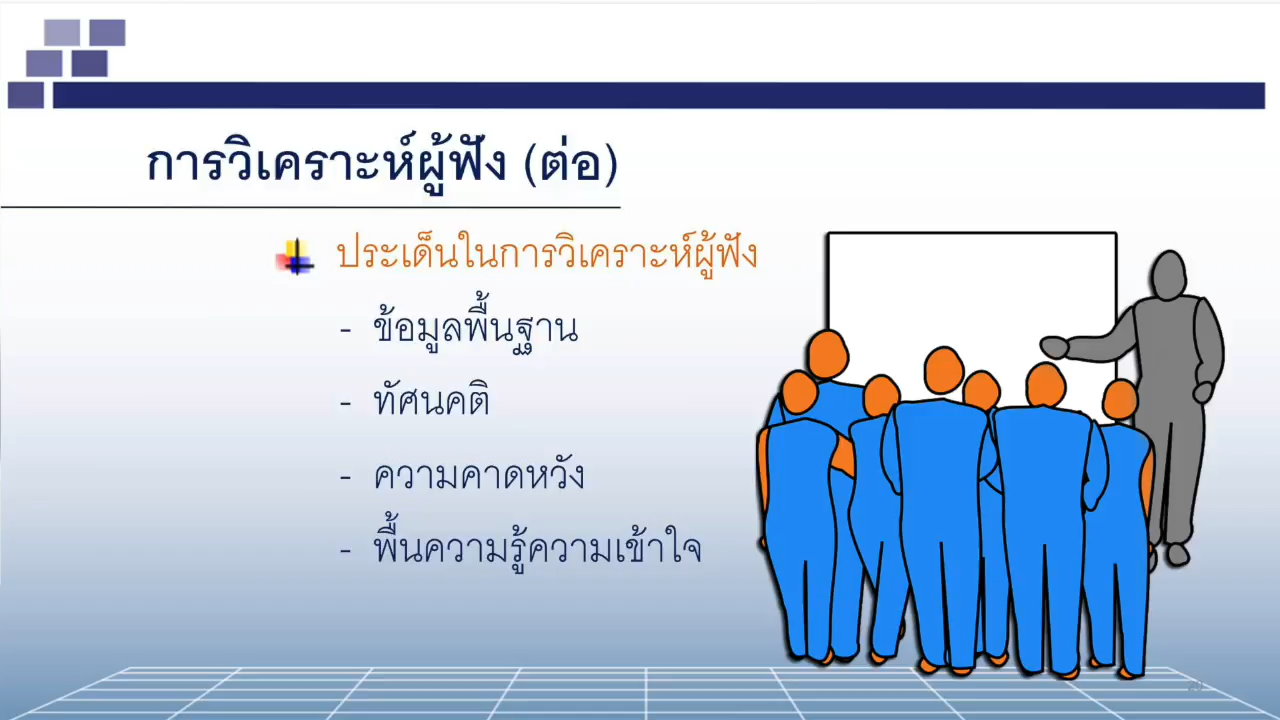 การวิเคราะห์ผู้ฟัง (ต่อ)
ประเด็นในการวิเคราะห์ผู้ฟัง
- ข้อมูลพื้นฐาน
- ทัศนคติ
- ความคาดหวัง
- พื้นความรู้ความเข้าใจ